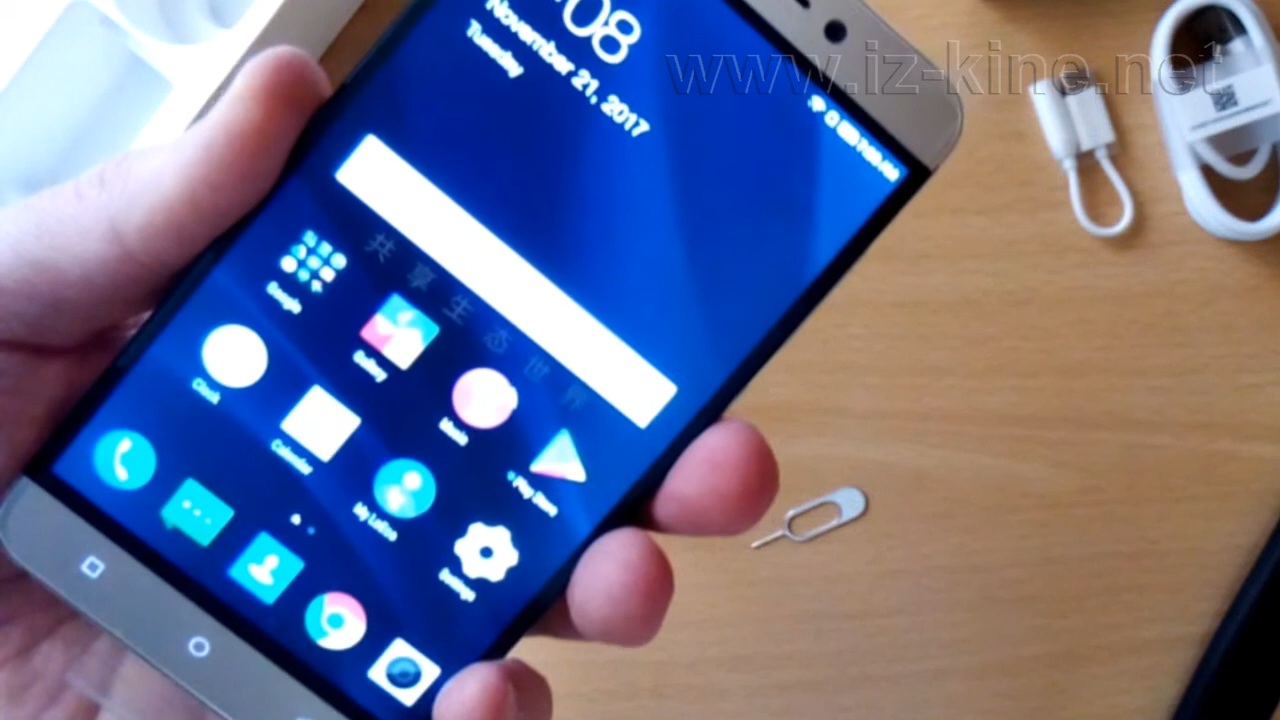 :08
November 21, 2017
Tuesday
www.iz-kine.net
共享生态世界
Google
Gallery
Music
Play Store
Clock
Calendar
My LeEco
Settings